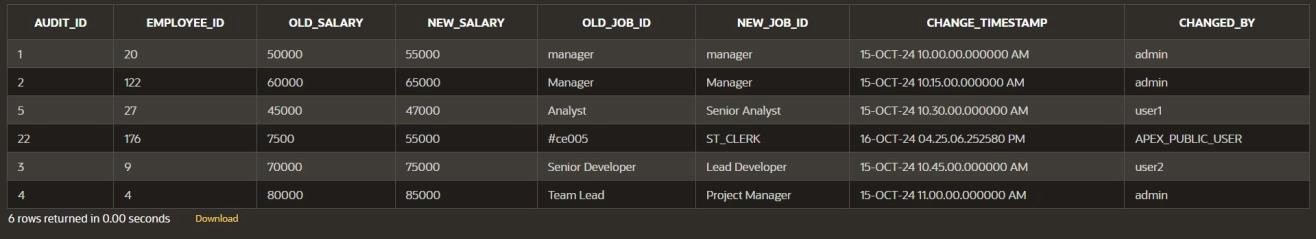 AUDIT_ID EMPLOYEE_ID OLD_SALARY NEW_SALARY OLD_JOB_ID NEW_JOB_ID CHANGE_TIMESTAMP CHANGED_BY
1 20 50000 55000 manager manager 15-OCT-24 10.00.00.000000 AM admin
2 122 60000 65000 Manager Manager 15-OCT-24 10.15.00.000000 AM admin
5 27 45000 47000 Analyst Senior Analyst 15-OCT-24 10.30.00.000000 AM user1
22 176 7500 55000 #ce005 ST_CLERK 16-OCT-24 04.25.06.252580 PM APEX_PUBLIC_USER
3 9 70000 75000 Senior Developer Lead Developer 15-OCT-24 10.45.00.000000 AM user2
4 4 80000 85000 Team Lead Project Manager 15-OCT-24 11.00.00.000000 AM admin
6 rows returned in 0.00 seconds Download